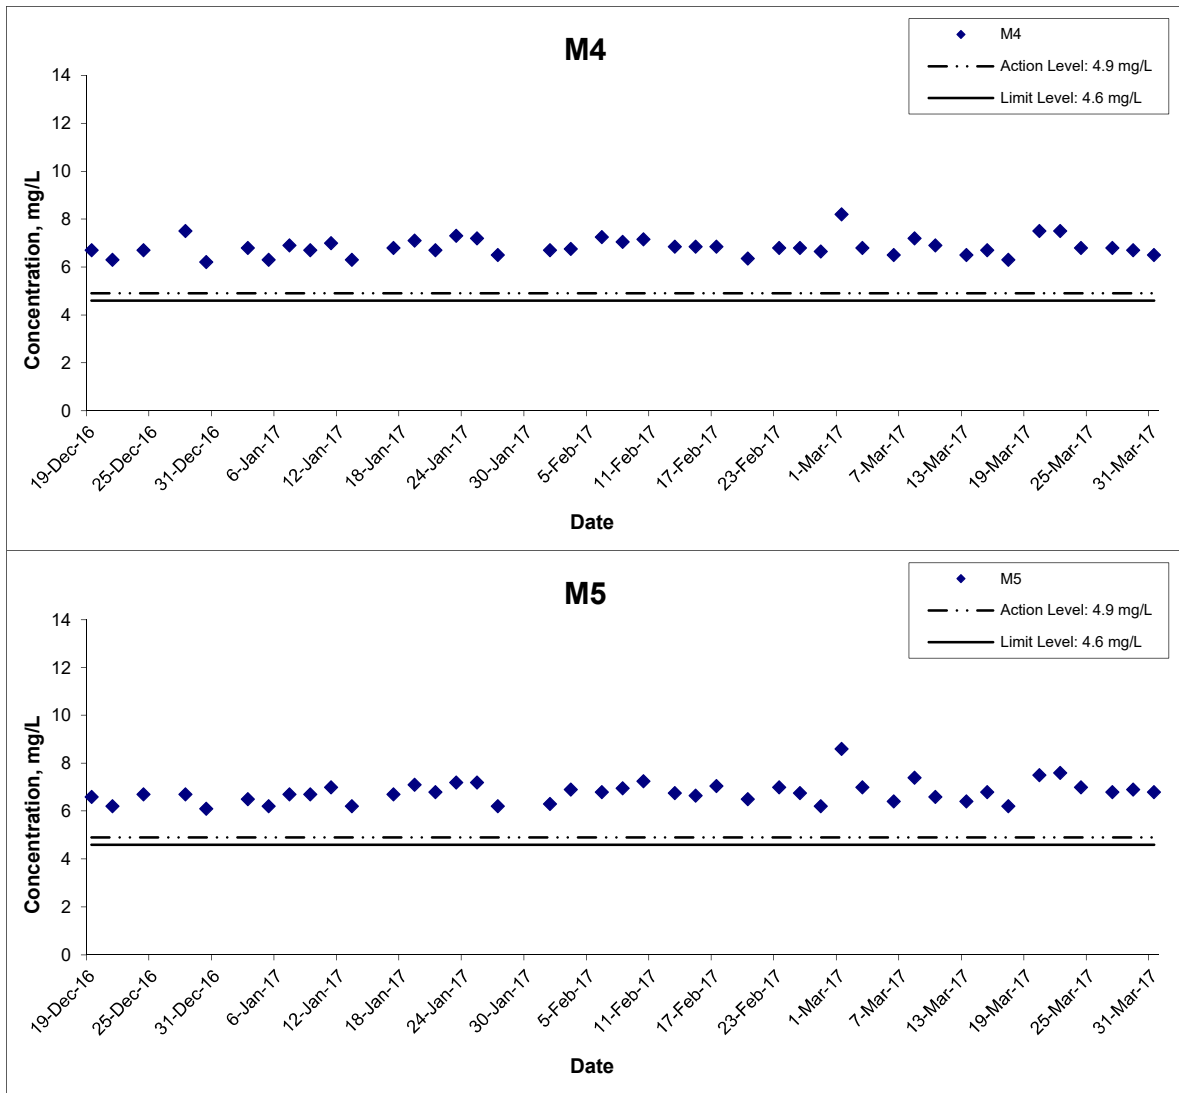 M4
M4
Action Level: 4.9 mg/L
Limit Level: 4.6 mg/L
Concentration, mg/L
14
12
10
8
6
4
2
0
19-Dec-16
25-Dec-16
31-Dec-16
6-Jan-17
12-Jan-17
18-Jan-17
24-Jan-17
30-Jan-17
5-Feb-17
11-Feb-17
17-Feb-17
23-Feb-17
1-Mar-17
7-Mar-17
13-Mar-17
19-Mar-17
25-Mar-17
31-Mar-17
Date
M5
M5
Action Level: 4.9 mg/L
Limit Level: 4.6 mg/L
Concentration, mg/L
14
12
10
8
6
4
2
0
19-Dec-16
25-Dec-16
31-Dec-16
6-Jan-17
12-Jan-17
18-Jan-17
24-Jan-17
30-Jan-17
5-Feb-17
11-Feb-17
17-Feb-17
23-Feb-17
1-Mar-17
7-Mar-17
13-Mar-17
19-Mar-17
25-Mar-17
31-Mar-17
Date